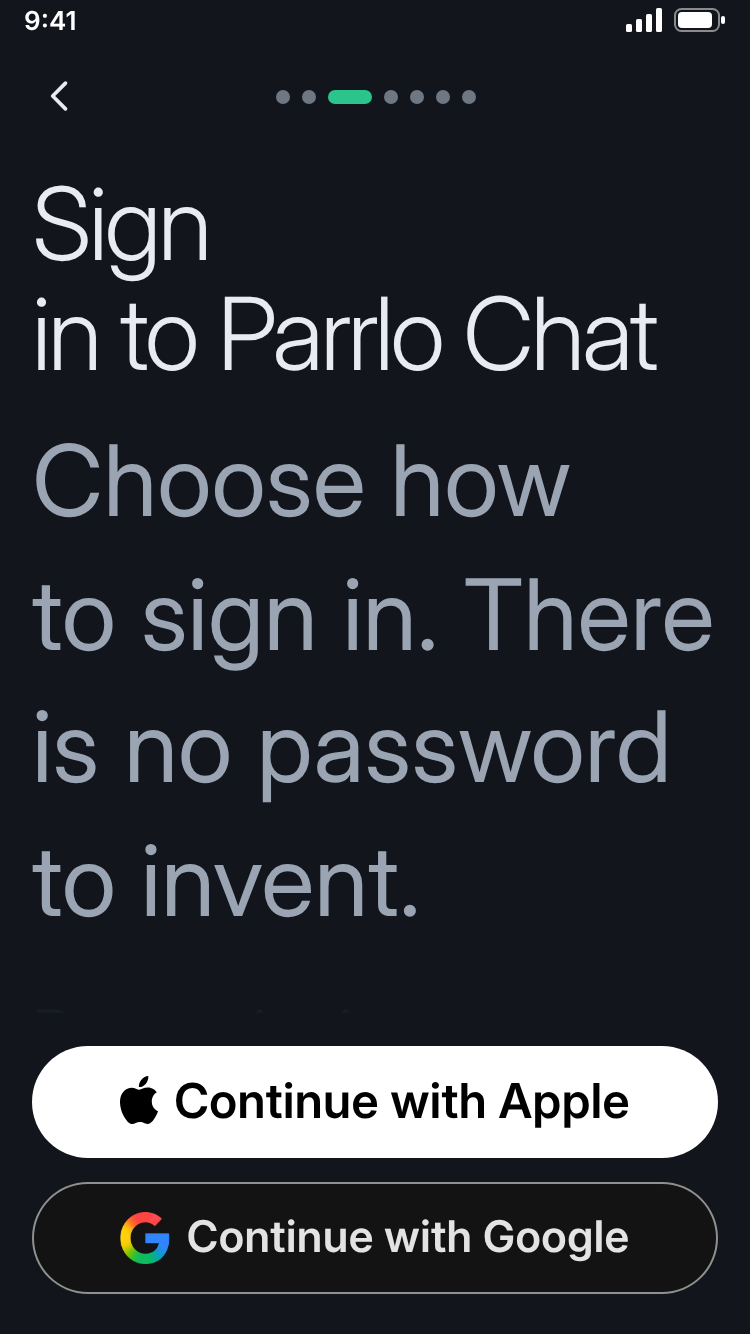 9:41
Sign
in to Parrlo Chat
Choose how
to sign in. There
is no password
to invent.
Continue with Apple
Continue with Google